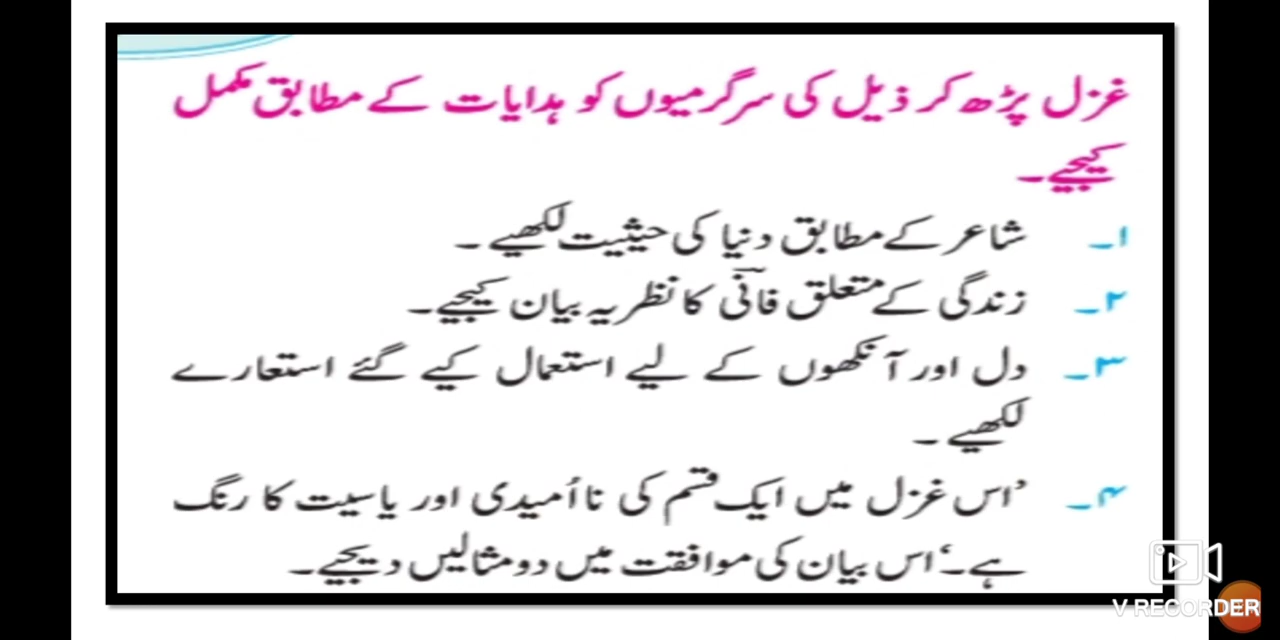 غزل پڑھ کر ذیل کی سرگرمیوں کو ہدایات کے مطابق مکمل
کیجیے۔
۱۔ شاعر کے مطابق دنیا کی حیثیت لکھیے۔
۲۔ زندگی کے متعلق فانیؔ کا نظریہ بیان کیجیے۔
۳۔ دل اور آنکھوں کے لیے استعمال کیے گئے استعارے
لکھیے۔
۴۔ ’اس غزل میں ایک قسم کی نا اُمیدی اور یاسیت کا رنگ
ہے۔‘ اس بیان کی موافقت میں دو مثالیں دیجیے۔
V RECORDER